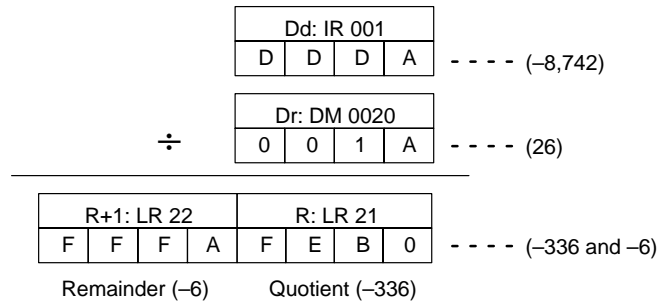 Dd: IR 001
D D D A - - - - (–8,742)
Dr: DM 0020
÷ 0 0 1 A - - - - (26)
R+1: LR 22 R: LR 21
F F F A F E B 0 - - - - (–336 and –6)
Remainder (–6) Quotient (–336)